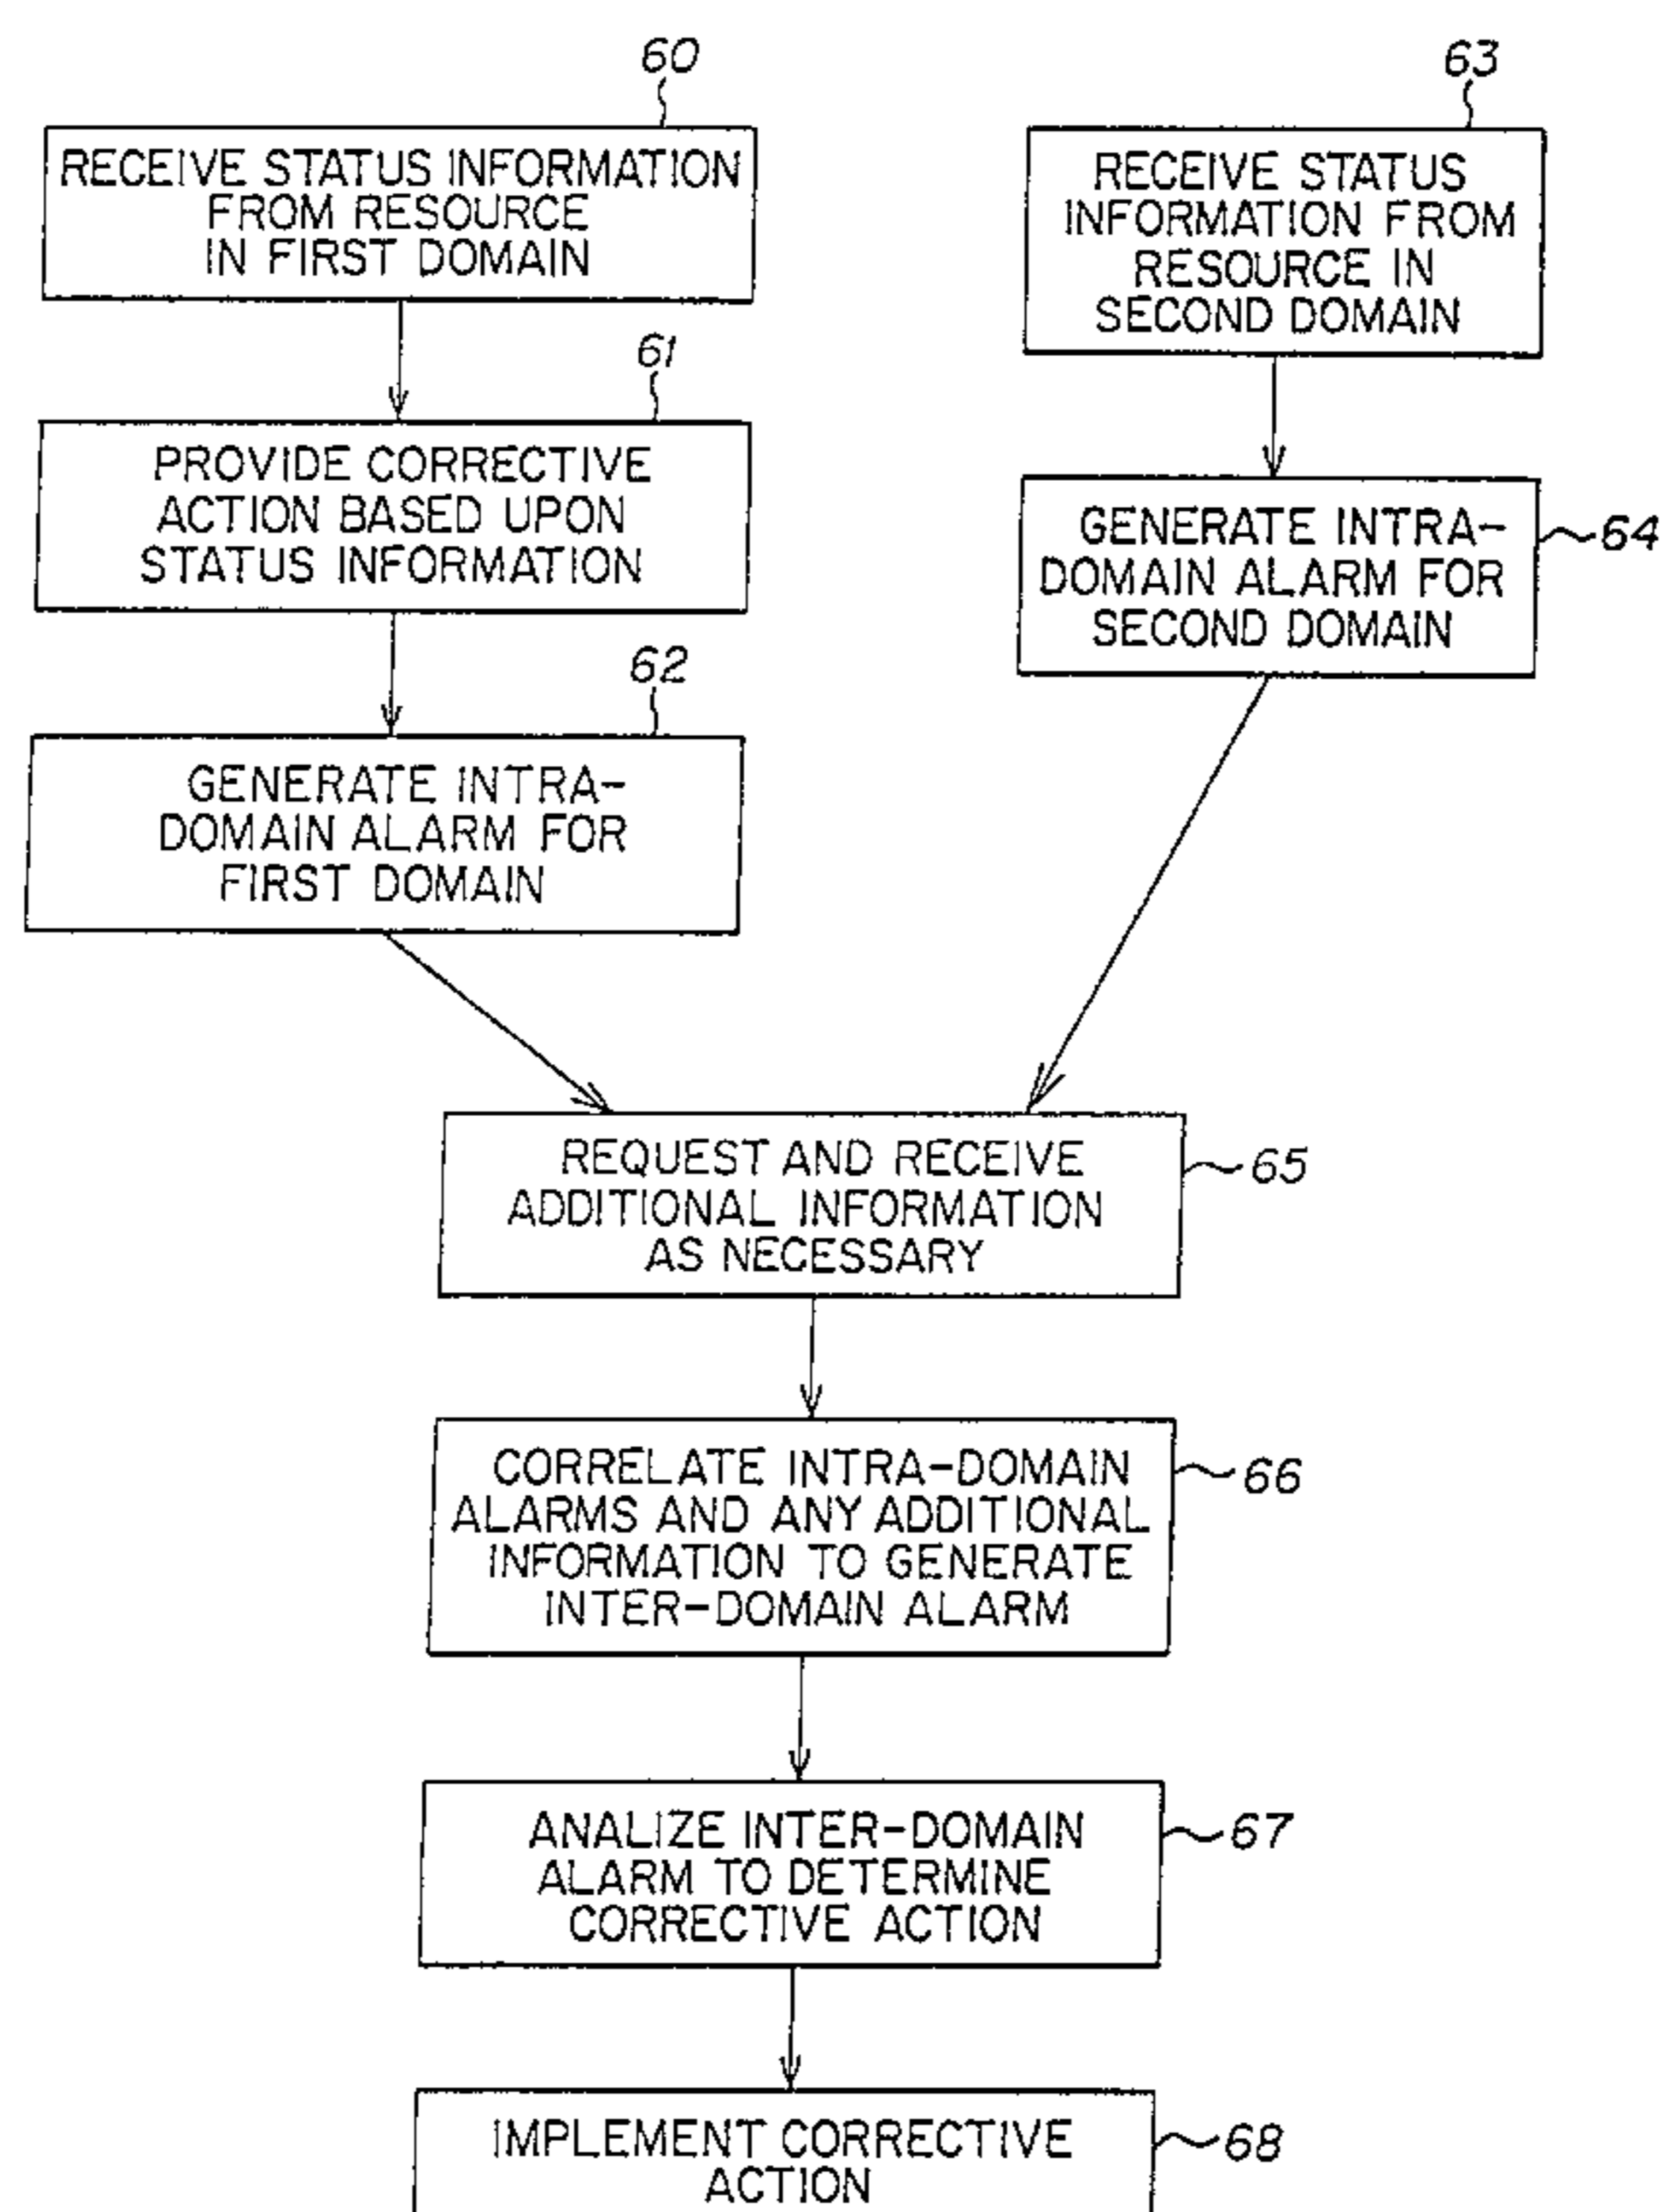 60
RECEIVE STATUS INFORMATION
FROM RESOURCE
IN FIRST DOMAIN
61
PROVIDE CORRECTIVE
ACTION BASED UPON
STATUS INFORMATION
62
GENERATE INTRA-
DOMAIN ALARM FOR
FIRST DOMAIN
63
RECEIVE STATUS
INFORMATION FROM
RESOURCE IN
SECOND DOMAIN
GENERATE INTRA-
DOMAIN ALARM FOR
SECOND DOMAIN
64
REQUEST AND RECEIVE
ADDITIONAL INFORMATION
AS NECESSARY
65
CORRELATE INTRA-DOMAIN
ALARMS AND ANY ADDITIONAL
INFORMATION TO GENERATE
INTER-DOMAIN ALARM
66
ANALIZE INTER-DOMAIN
ALARM TO DETERMINE
CORRECTIVE ACTION
67
IMPLEMENT CORRECTIVE
ACTION
68